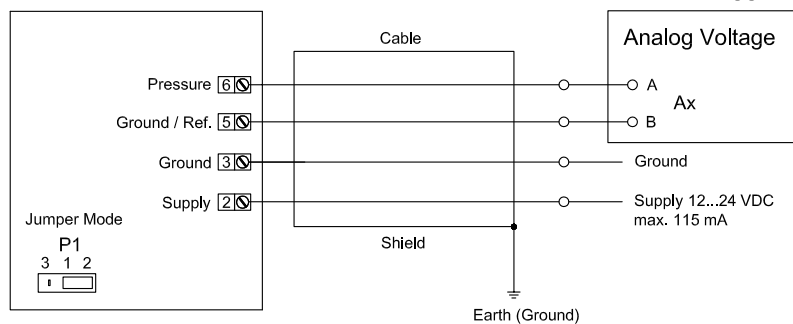 Cable
Analog Voltage
Pressure 6
A
Ax
Ground / Ref. 5
B
Ground 3
Ground
Supply 2
Supply 12...24 VDC
max. 115 mA
Jumper Mode
P1
3 1 2
Shield
Earth (Ground)